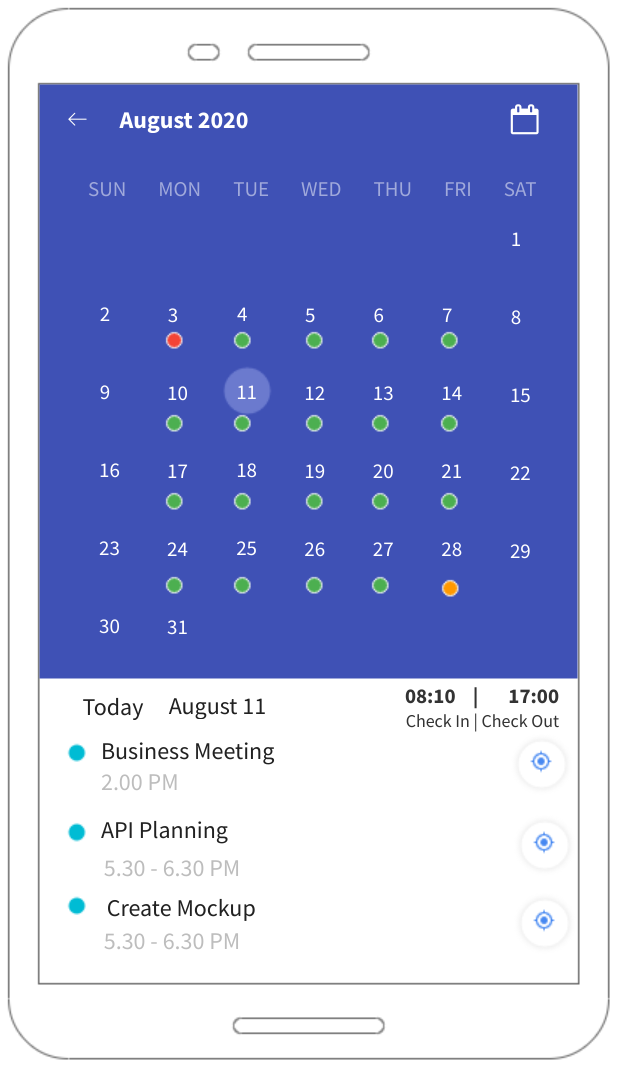 August 2020
SUN MON TUE WED THU FRI SAT
1
2 3 4 5 6 7 8
9 10 11 12 13 14 15
16 17 18 19 20 21 22
23 24 25 26 27 28 29
30 31
Today August 11 08:10 | 17:00
Check In | Check Out
Business Meeting
2.00 PM
API Planning
5.30 - 6.30 PM
Create Mockup
5.30 - 6.30 PM